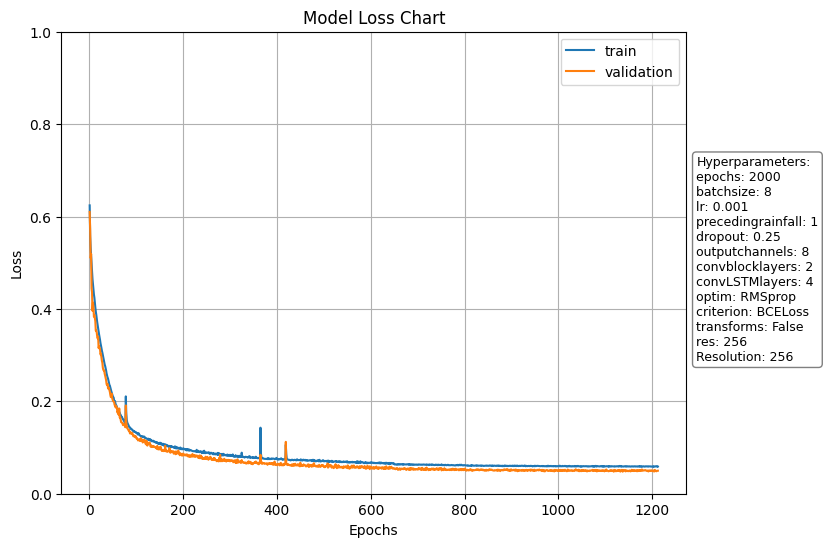 Model Loss Chart
1.0
0.8
0.6
0.4
0.2
0.0
Loss
0
200
400
600
800
1000
1200
Epochs
train
validation
Hyperparameters:
epochs: 2000
batchsize: 8
lr: 0.001
precedingrainfall: 1
dropout: 0.25
outputchannels: 8
convblocklayers: 2
convLSTMlayers: 4
optim: RMSprop
criterion: BCELoss
transforms: False
res: 256
Resolution: 256